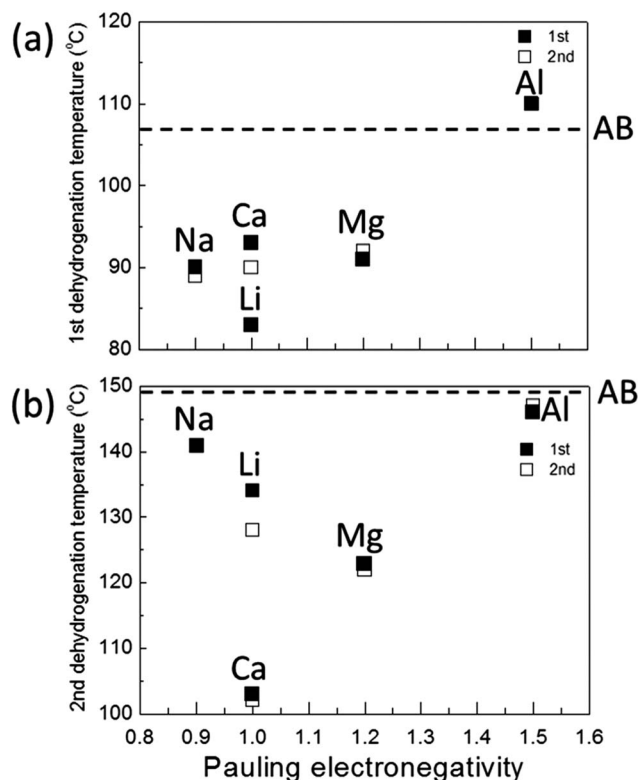 (a)
1st dehydrogenation temperature (°C)
120
110
100
90
80
1st
2nd
Al
AB
Ca
Mg
Na
Li
(b)
2nd dehydrogenation temperature (°C)
150
140
130
120
110
100
AB
Al
Na
1st
2nd
Li
Mg
Ca
0.8 0.9 1.0 1.1 1.2 1.3 1.4 1.5 1.6
Pauling electronegativity